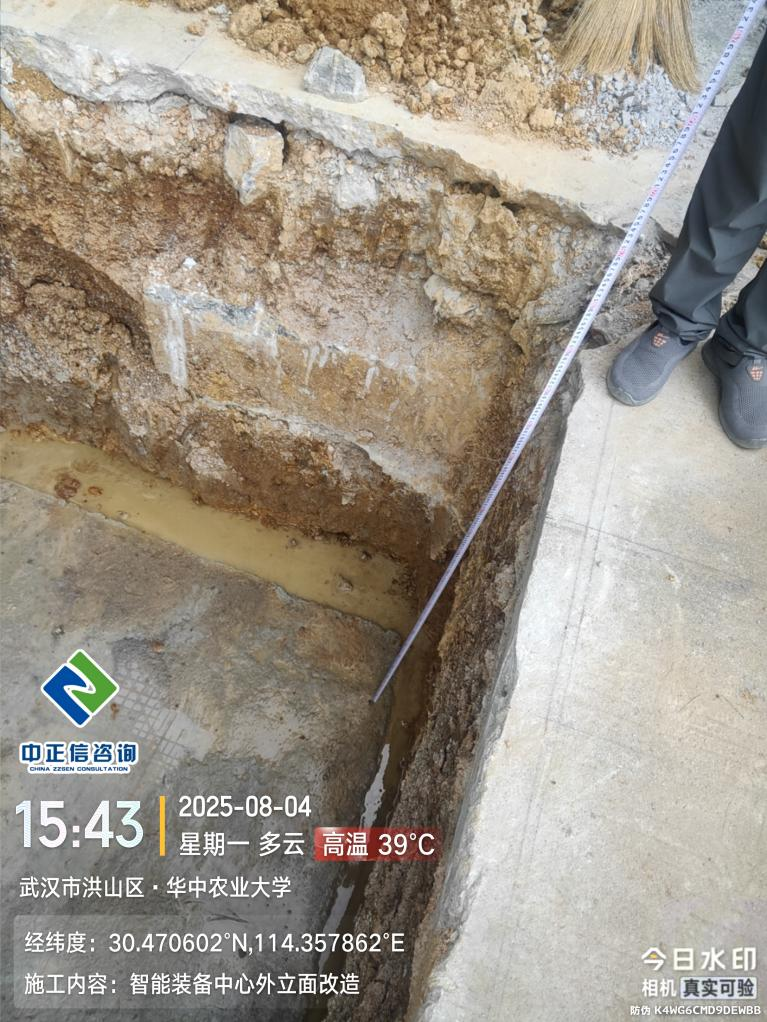 中正信咨询
CHINA ZZSEN CONSULTATION
15:43
2025-08-04
星期一 多云 高温 39°C
武汉市洪山区·华中农业大学
经纬度：30.470602°N,114.357862°E
施工内容：智能装备中心外立面改造
今日水印
相机 真实可验
防伪 K4WG6CMD9DEWBB